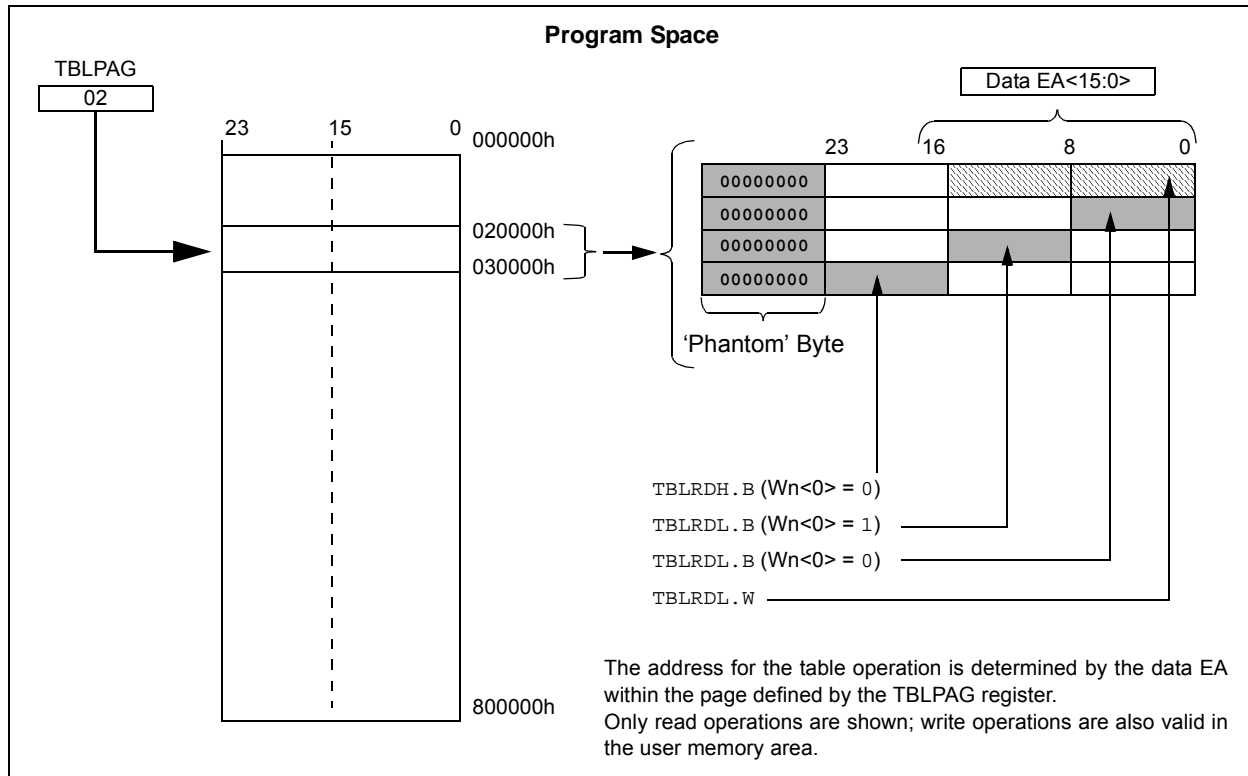 Program Space
TBLPAG
02
Data EA<15:0>
23 15 0
000000h
23 16 8 0
00000000
00000000
00000000
00000000
020000h
030000h
'Phantom' Byte
TBLRDH.B (Wn<0> = 0)
TBLRDL.B (Wn<0> = 1)
TBLRDL.B (Wn<0> = 0)
TBLRDL.W
800000h
The address for the table operation is determined by the data EA
within the page defined by the TBLPAG register.
Only read operations are shown; write operations are also valid in
the user memory area.